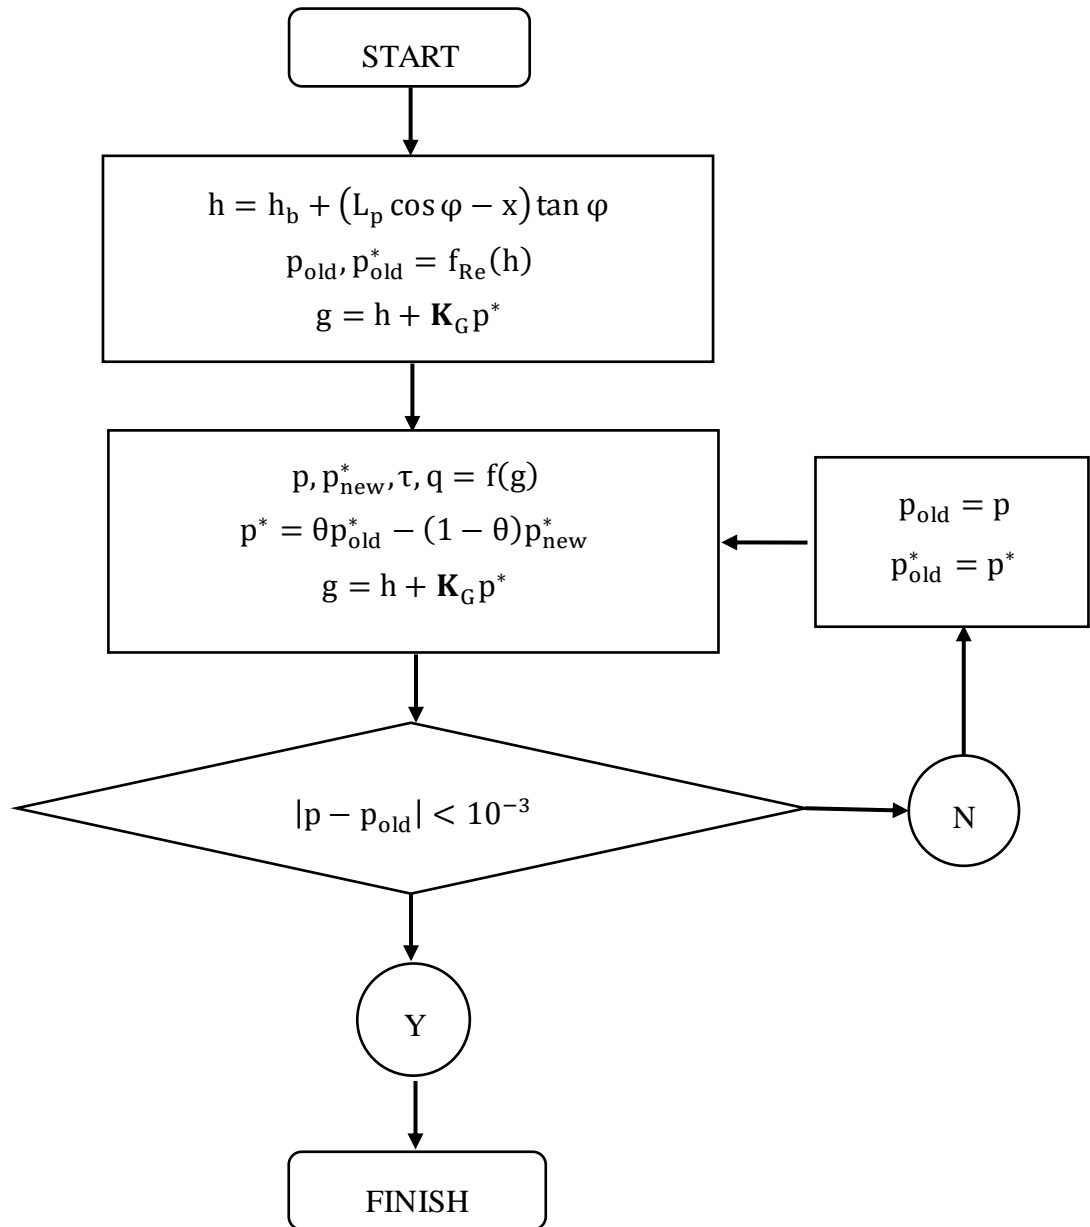 START
h = h_b + (L_p cos φ − x) tan φ
p_old, p*_old = f_Re(h)
g = h + K_G p*
p, p*_new, τ, q = f(g)
p* = θp*_old − (1 − θ)p*_new
g = h + K_G p*
p_old = p
p*_old = p*
|p − p_old| < 10⁻³
N
Y
FINISH